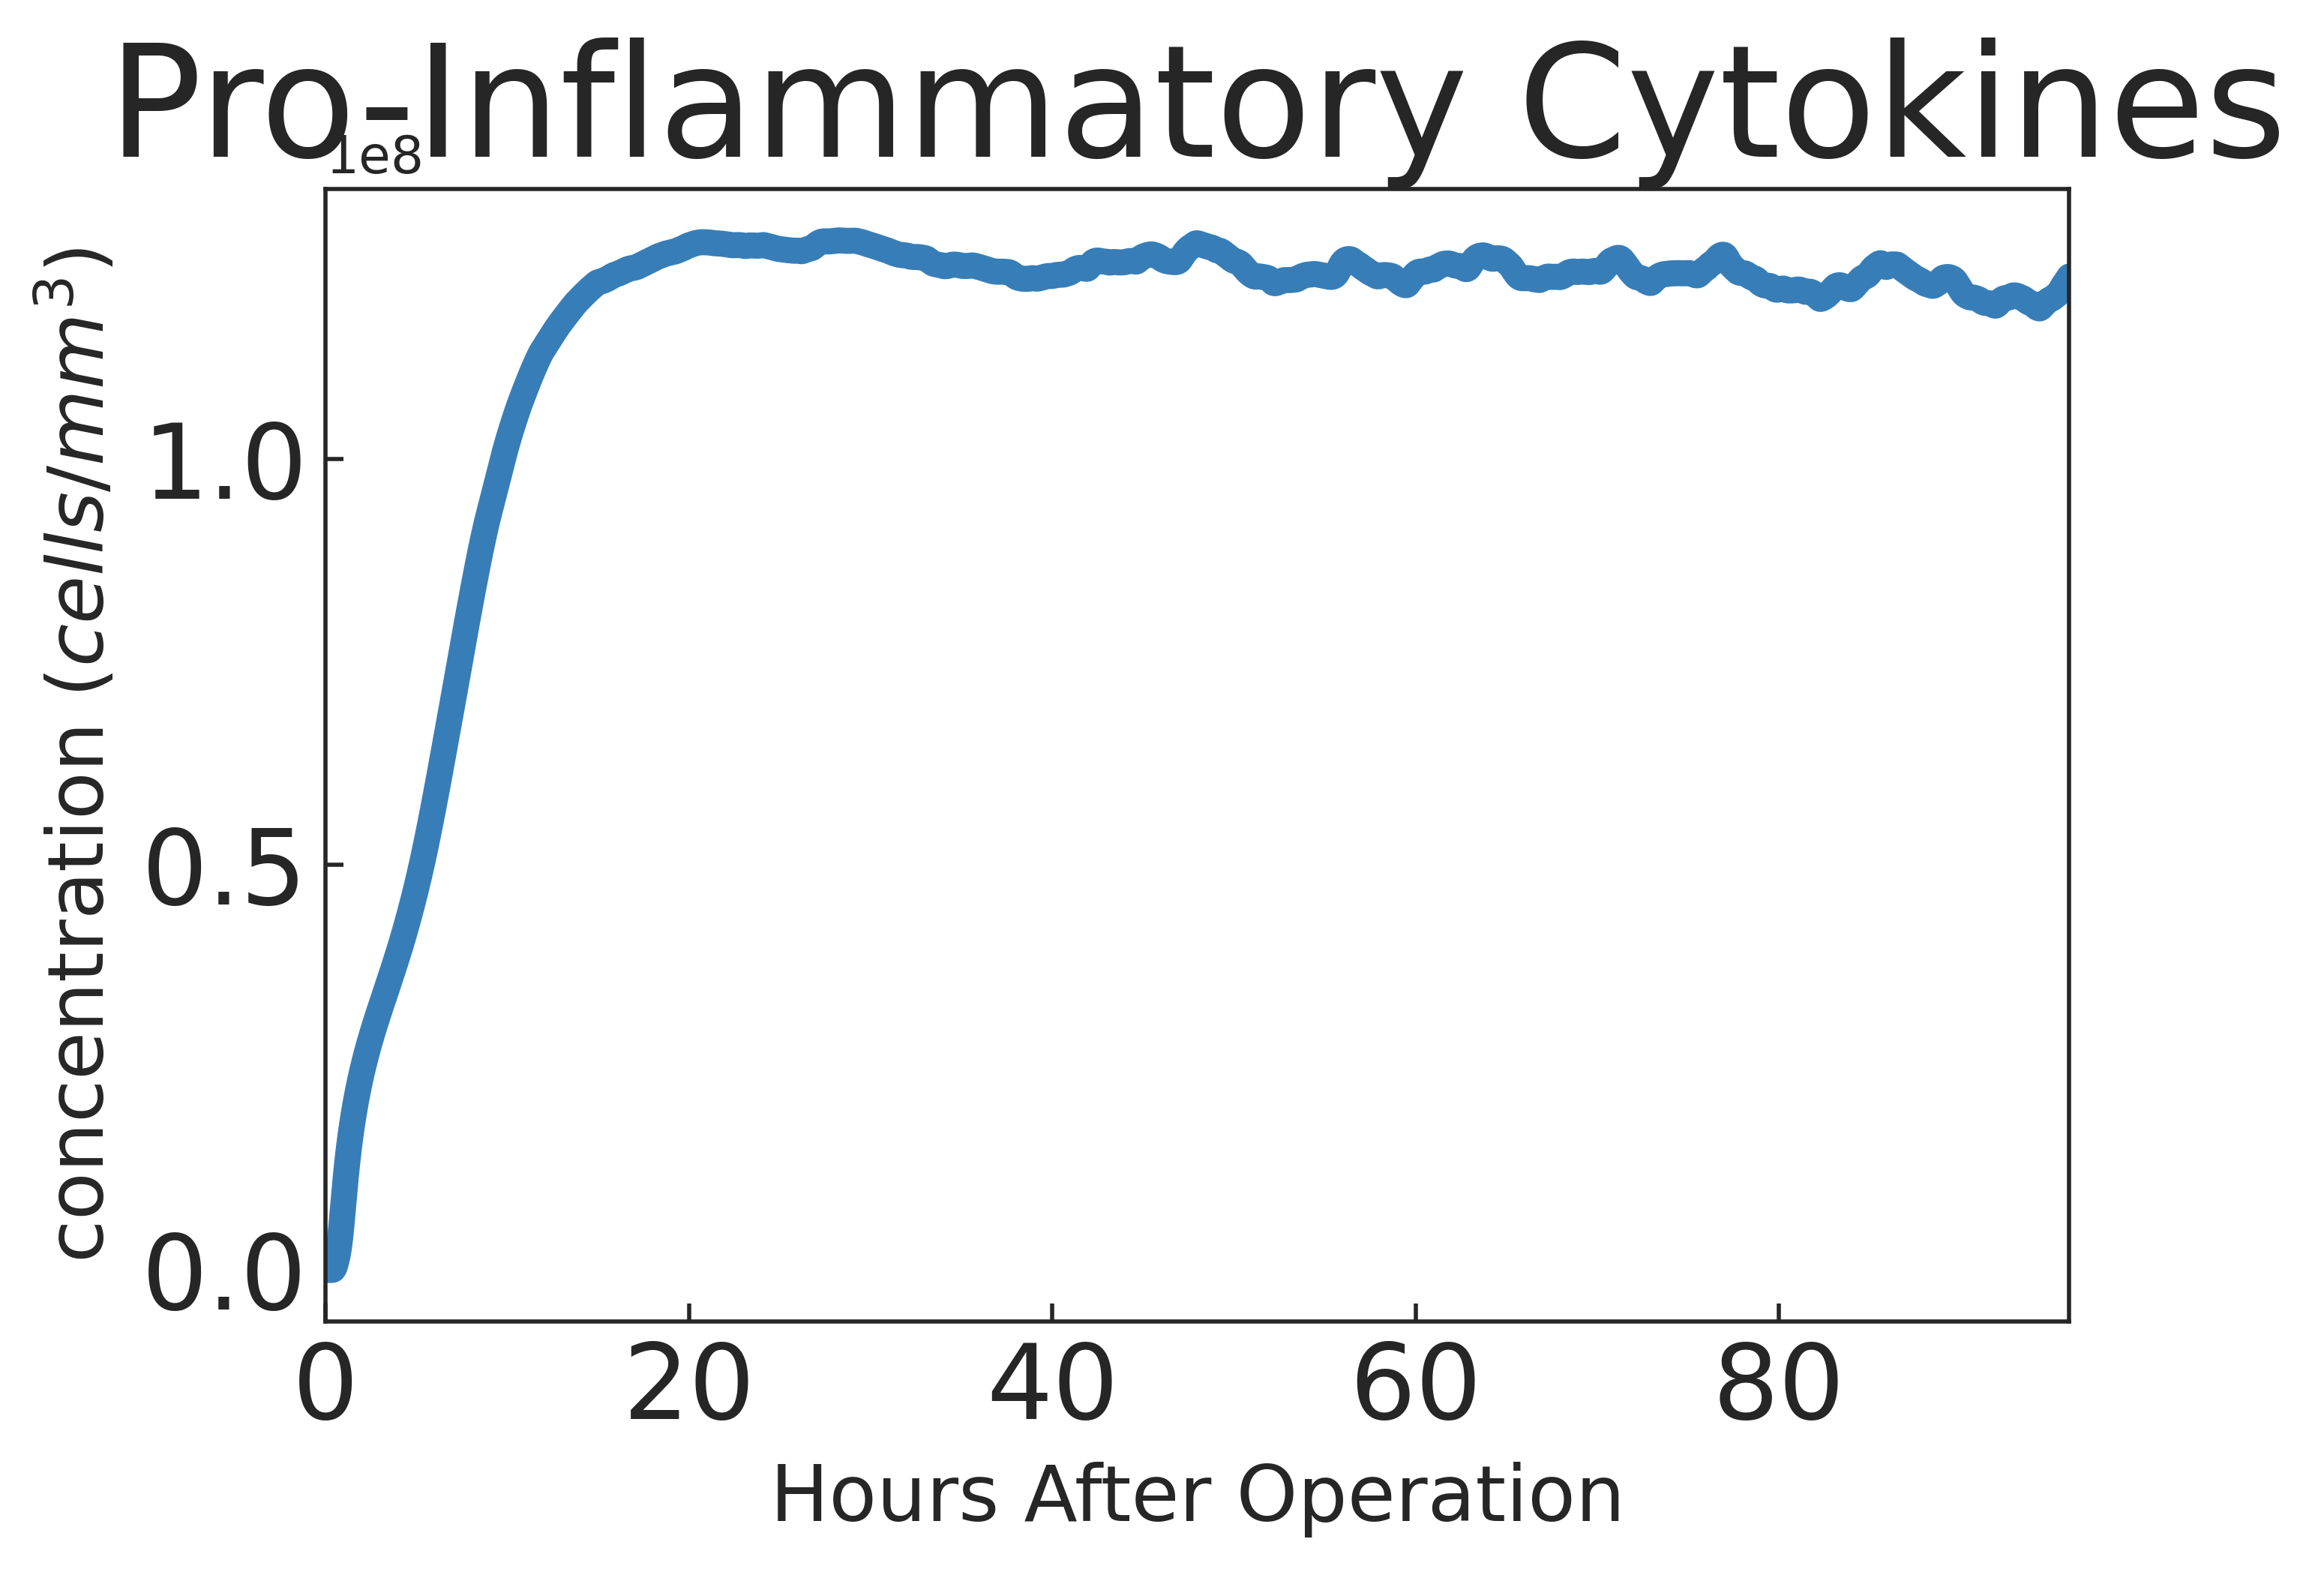 Pro-Inflammatory Cytokines
1e8
concentration (cells/mm³)
1.0
0.5
0.0
0 20 40 60 80
Hours After Operation